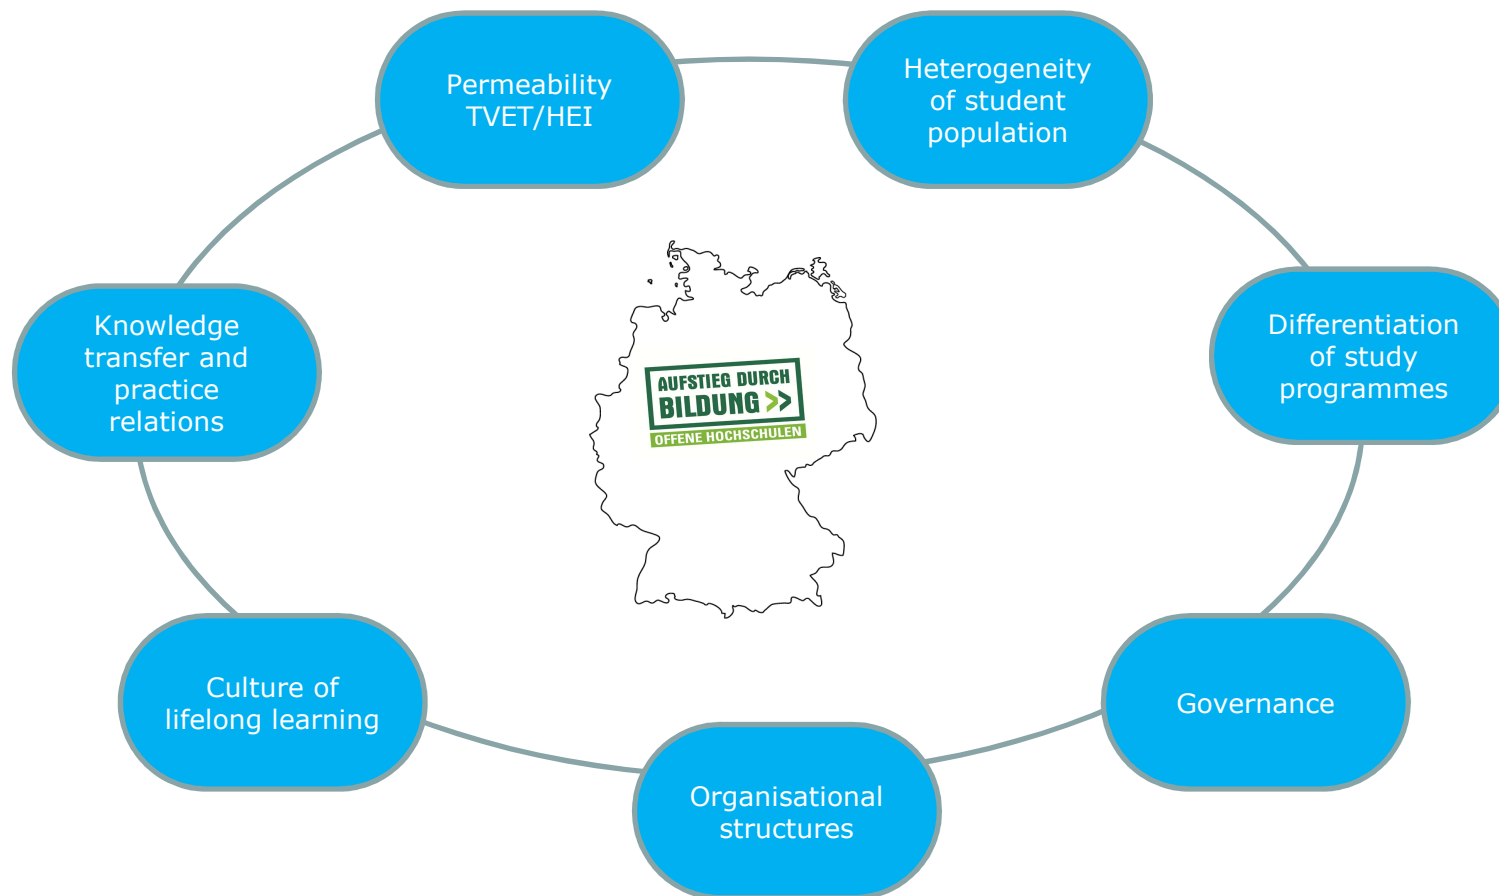 Permeability
TVET/HEI
Heterogeneity
of student
population
Knowledge
transfer and
practice
relations
Differentiation
of study
programmes
AUFSTIEG DURCH
BILDUNG >>
OFFENE HOCHSCHULEN
Culture of
lifelong learning
Governance
Organisational
structures